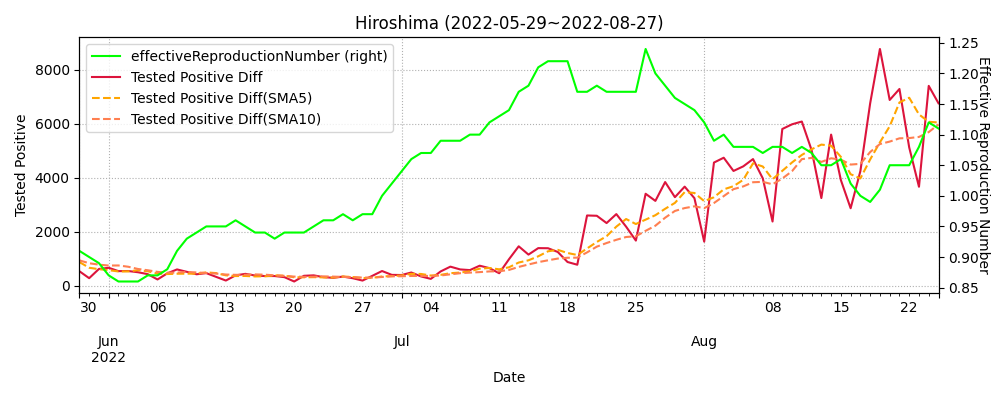 Hiroshima (2022-05-29~2022-08-27)
effectiveReproductionNumber (right)
Tested Positive Diff
Tested Positive Diff(SMA5)
Tested Positive Diff(SMA10)
Tested Positive
8000
6000
4000
2000
0
1.25
1.20
1.15
1.10
1.05
1.00
0.95
0.90
0.85
Effective Reproduction Number
30 06 13 20 27 04 11 18 25 08 15 22
Jun Jul Aug
2022
Date